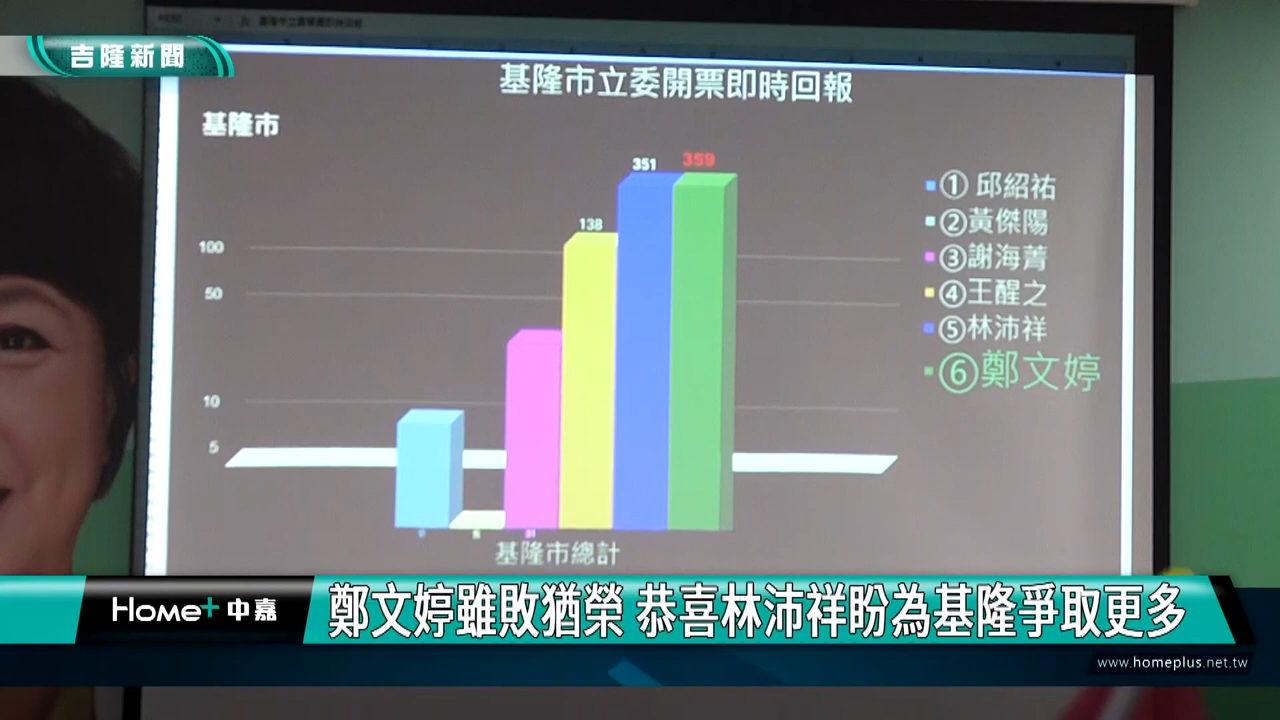 吉隆新聞
基隆市立委開票即時回報
基隆市
359
351
138
100
50
10
5
31
基隆市總計
① 邱紹祐
②黃傑陽
③謝海菁
④王醒之
⑤林沛祥
⑥鄭文婷
Home+中嘉
鄭文婷雖敗猶榮 恭喜林沛祥盼為基隆爭取更多
www.homeplus.net.tw